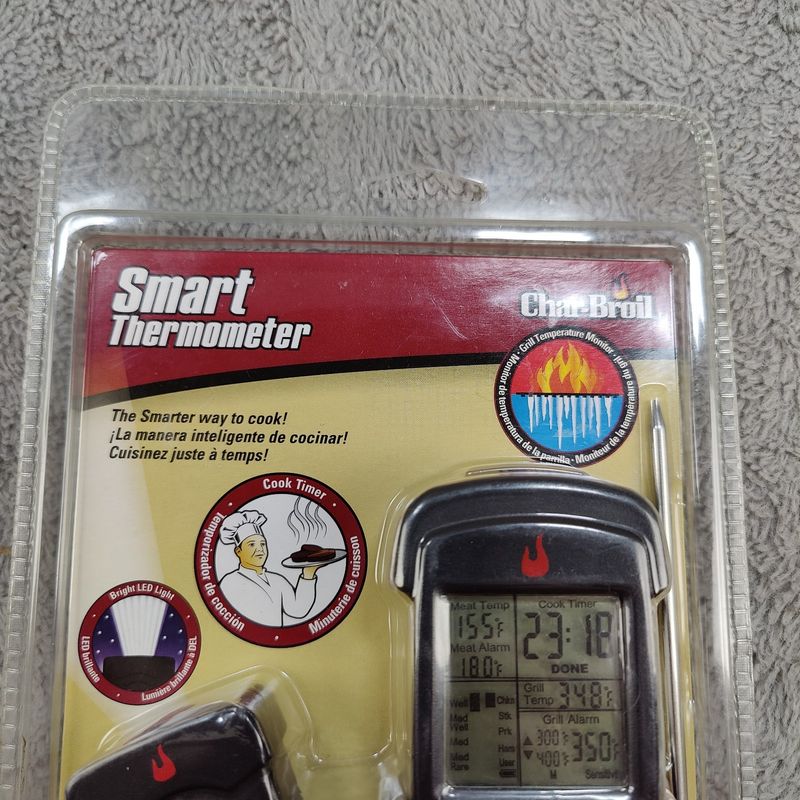 Smart
Thermometer
Char-Broil
The Smarter way to cook!
¡La manera inteligente de cocinar!
Cuisinez juste à temps!
Grill Temperature Monitor
Monitor de temperatura de la parrilla
Moniteur de la température du gril
Cook Timer
Temporizador de cocción
Minuterie de cuisson
Bright LED Light
LED brillante
Lumière brillante à DEL
Meat Temp
155°F
Meat Alarm
180°F
Cook Timer
23:18
DONE
Grill
Temp 348°F
Grill Alarm
300°F
400°F
350°F
M
Sensitivity
Well
Med
Well
Med
Med
Rare
Chkn
Stk
Prk
Ham
User